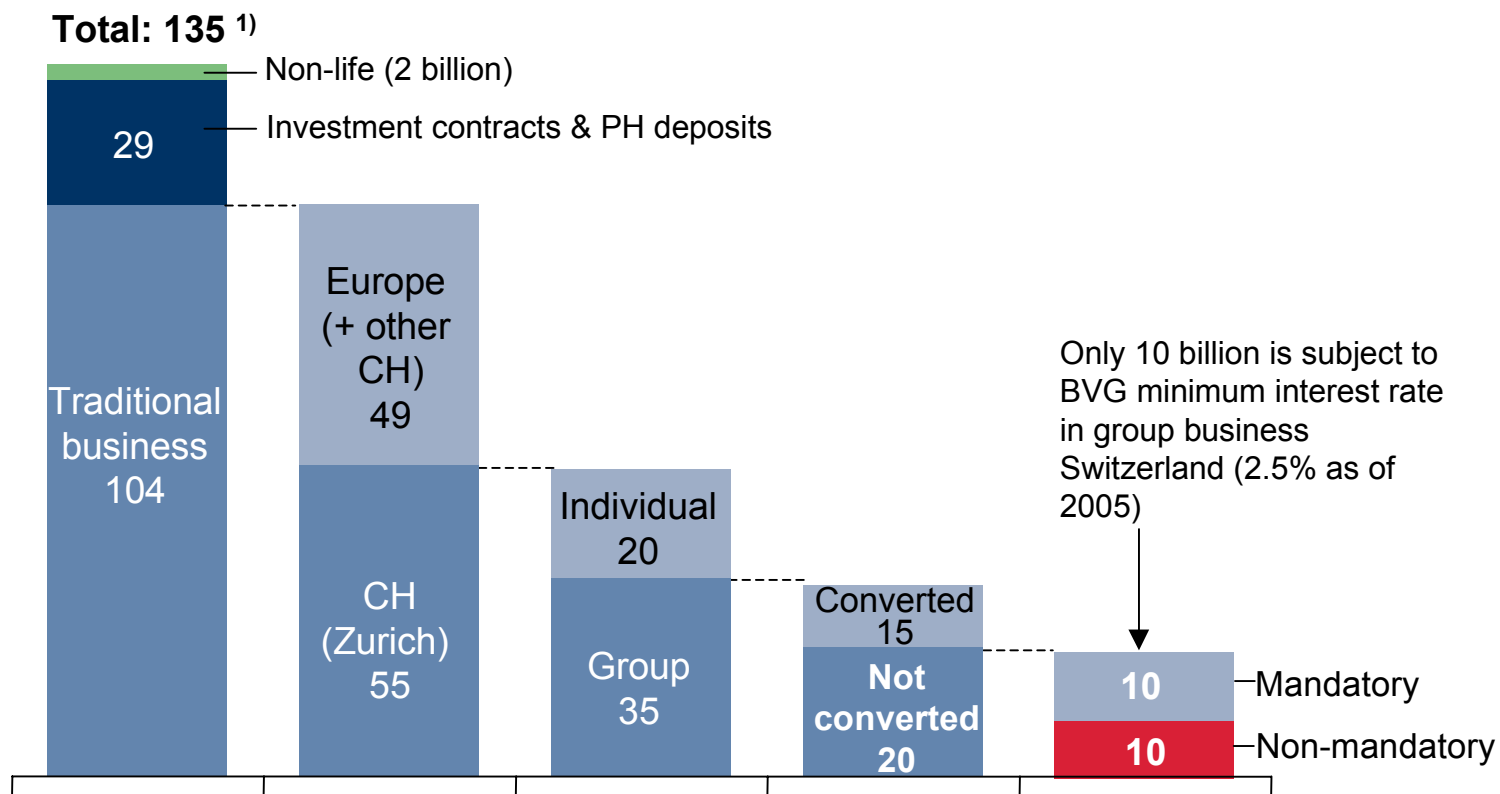 Total: 135 1)
Non-life (2 billion)
Investment contracts & PH deposits
29
Traditional
business
104
Europe
(+ other
CH)
49
CH
(Zurich)
55
Individual
20
Group
35
Converted
15
Not
converted
20
Only 10 billion is subject to
BVG minimum interest rate
in group business
Switzerland (2.5% as of
2005)
10
Mandatory
10
Non-mandatory